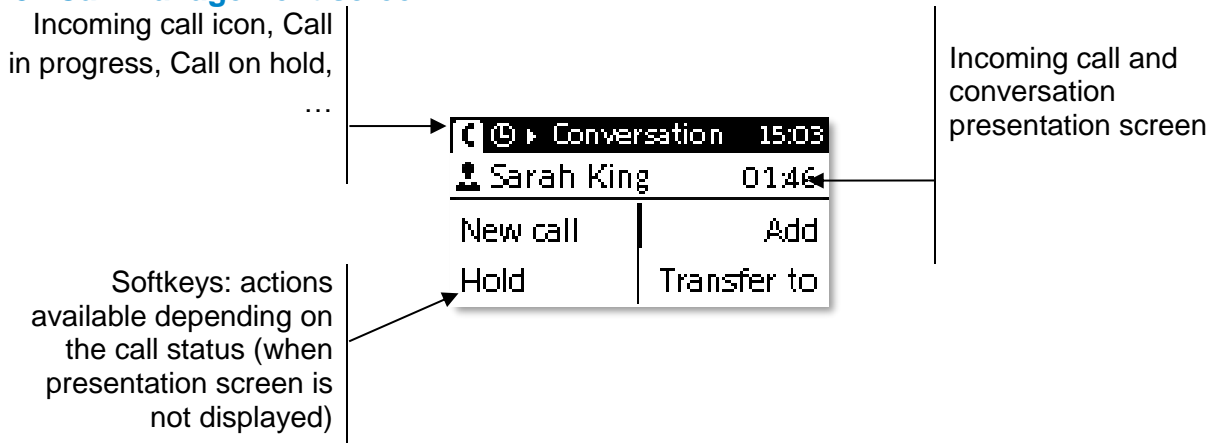 Incoming call icon, Call
in progress, Call on hold,
…
Incoming call and
conversation
presentation screen
Conversation 15:03
Sarah King 01:46
New call Add
Hold Transfer to
Softkeys: actions
available depending on
the call status (when
presentation screen is
not displayed)